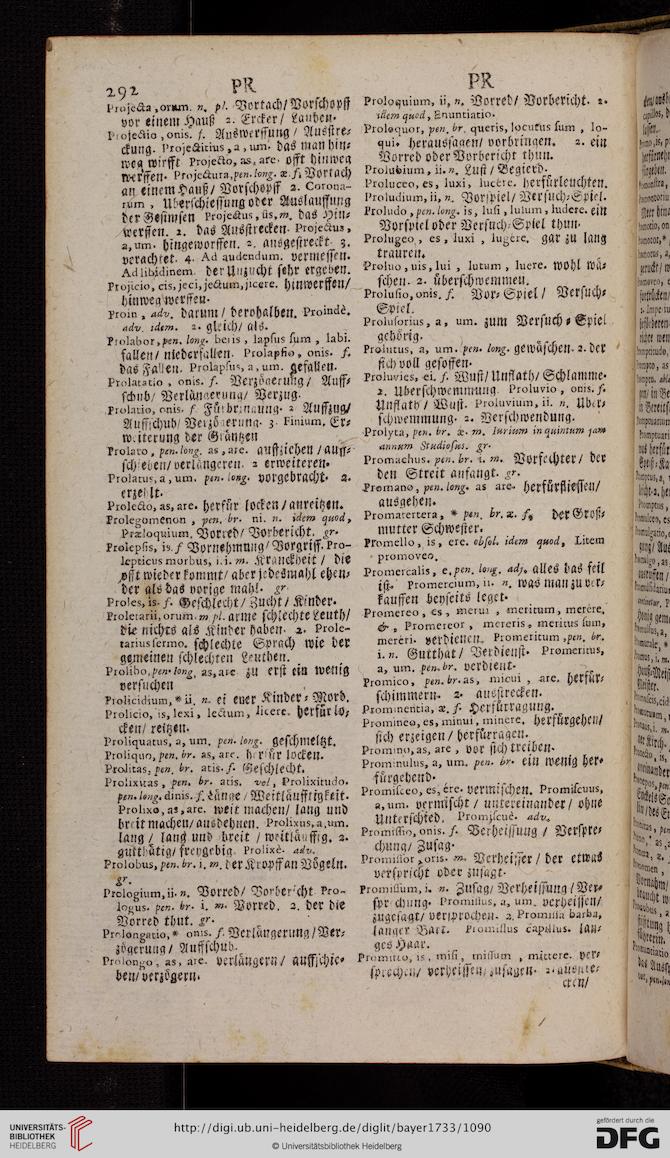 292 PR PR
Projecta, orum. n. pl. Vortach/ Vorschopff
vor einem Hauß 2. Ercker/ Lauben.
Projectio, onis. f. Außwerffung / Außstre-
ckung. Projectitius, a, um. das man hin-
weg wirfft Projecto, as, are. offt hinweg
werffen. Projectura, pen. long. æ. f. Vortach
an einem Hauß/ Vorschopff 2. Corona-
rum, Uberschiessung oder Außlauffung
der Gesimsen Projectus, ûs, m. das Hin-
werffen. 2. das Außstrecken. Projectus,
a, um. hingeworffen. 2. ausgestreckt. 3.
verachtet. 4. Ad audendum. vermessen.
Ad libidinem. der Unzucht sehr ergeben.
Projicio, cis, jeci, jectum, jicere. hinwerffen/
hinweg werffen.
Proin, adv. darum/ derohalben. Proindè.
adv. idem. 2. gleich/ als.
Prolabor, pen. long. beris, lapsus sum, labi.
fallen/ niederfallen. Prolapsio, onis. f.
das Fallen. Prolapsus, a, um. gefallen.
Prolatatio, onis. f. Verzögerung/ Auff-
schub/ Verlängerung/ Verzug.
Prolatio, onis. f. Fürbringung. 2 Auffzug/
Auffschub/ Verzögerung. 3. Finium, Er-
weiterung der Gräntzen
Prolato, pen. long. as, are. auffziehen / auff-
schieben/ verlängeren. 2 erweiteren.
Prolatus, a, um. pen. long. vorgebracht. 2.
erzehlt.
Prolecto, as, are. herfür locken/ anreitzen.
Prolegomenon, pen. br. ni. n. idem quod,
Præloquium, Vorred/ Vorbericht. gr.
Prolepsis, is. f. Vornehmung/ Vorgriff. Pro-
lepticus morbus, i. i. m. Kranckheit / die
offt wieder kommt/ aber jedesmahl ehen-
der als das vorige mahl. gr.
Proles, is. f. Geschlecht/ Zucht/ Kinder.
Proletarii, orum. m pl. arme schlechte Leuth/
die nichts als Kinder haben. 2. Prole-
tarius sermo. schlechte Sprach wie der
gemeinen schlechten Leuthen.
Prolibo, pen. long. as, are zu erst ein wenig
versuchen
Prolicidium, * ii. n. ei euer Kinder-Mord.
Prolicio, is, lexi, lectum, licere. herfür lo-
cken/ reitzen.
Proliquatus, a, um. pen. long. geschmeltzt.
Proliquo, pen. br. as, are. herfür locken.
Prolitas, pen. br. atis. f. Geschlecht.
Prolixitas, pen. br. atis. vel, Prolixitudo.
pen. long. dinis. f. Länge / Weitläufftigkeit.
Prolixo, as, are. weit machen/ lang und
breit machen/ ausdehnen. Prolixus, a, um.
lang / lang und breit / weitläuffig. 2.
gutthätig/ freygebig. Prolixè. adv.
Prolobus, pen. br. i. m. der Kropff an Vögeln.
gr.
Prologium, ii. n. Vorred/ Vorbericht Pro-
logus. pen. br. i. m. Vorred. 2. der die
Vorred thut. gr.
Prolongatio, * onis. f. Verlängerung/ Ver-
zögerung / Auffschub.
Prolongo, as, are. verlängern/ auffschie-
ben/ verzögern.
Proloquium, ii, n. Vorred/ Vorbericht. 2.
idem quod, Enuntiatio.
Proloquor, pen. br. queris, locutus sum, lo-
qui. heraussagen/ vorbringen. 2. ein
Vorred oder Vorbericht thun.
Prolubium, ii. n. Lust/ Begierd.
Proluceo, es, luxi, lucêre. herfürleuchten.
Proludium, ii, n. Vorspiel/ Versuch-Spiel.
Proludo, pen. long. is, lusi, lusum, ludere. ein
Vorspiel oder Versuch-Spiel thun.
Prolugeo, es, luxi, lugêre. gar zu lang
trauren.
Proluo, uis, lui, lutum, luere. wohl wä-
schen. 2. überschwemmen.
Prolusio, onis. f. Vor-Spiel / Versuch-
Spiel.
Prolusorius, a, um. zum Versuch-Spiel
gehörig.
Prolutus, a, um. pen. long. gewäschen. 2. der
sich voll gesoffen.
Proluvies, ei. f. Wust/ Unflath/ Schlamme.
2. Uberschwemmung. Proluvio, onis. f.
Unflath / Wust. Proluvium, ii. n. Uber-
schwemmung. 2. Verschwendung.
Prolyta, pen. br. æ. m. Iurium in quintum jam
annum Studiosus. gr.
Promachus. pen. br. i. m. Vorfechter/ der
den Streit anfangt. gr.
Promano, pen. long. as are. herfürfliessen/
ausgehen.
Promatertera, * pen. br. æ. f. der Groß-
mutter Schwester.
Promello, is, ere. obsol. idem quod, Litem
promoveo.
Promercalis, e, pen. long. adj. alles das feil
ist. Promercium, ii. n. was man zu ver-
kauffen beyseits leget.
Promereo, es, merui, meritum, merêre,
&, Promereor, mereris, meritus sum,
merêri. verdienen. Promeritum, pen. br.
i. n. Gutthat/ Verdienst. Promeritus,
a, um. pen. br. verdient.
Promico, pen. br. as, micui, are. herfür-
schimmern. 2. ausstrecken.
Prominentia, æ. f. Herfürragung.
Promineo, es, minui, minere. herfürgehen/
sich erzeigen / herfürragen.
Promino, as, are, vor sich treiben.
Prominulus, a, um. pen. br. ein wenig her-
fürgehend.
Promisceo, es, êre. vermischen. Promiscuus,
a, um. vermischt / untereinander/ ohne
Unterschied. Promiscuè. adv.
Promissio, onis. f. Verheissung / Verspre-
chung/ Zusag.
Promissor, oris. m. Verheisser/ der etwas
verspricht oder zusagt.
Promissum, i. n. Zusag/ Verheissung/ Ver-
sprechung. Promissus, a, um. verheissen/
zugesagt/ versprochen. 2. Promissa barba,
langer Bart. Promissus capillus. lan-
ges Haar.
Promitto, is, misi, missum, mittere. ver-
sprechen/ verheissen/ zusagen. 2. ausste-
cken/
UNIVERSITÄTS-
BIBLIOTHEK
HEIDELBERG
http://digi.ub.uni-heidelberg.de/diglit/bayer1733/1090
© Universitätsbibliothek Heidelberg
gefördert durch die
DFG